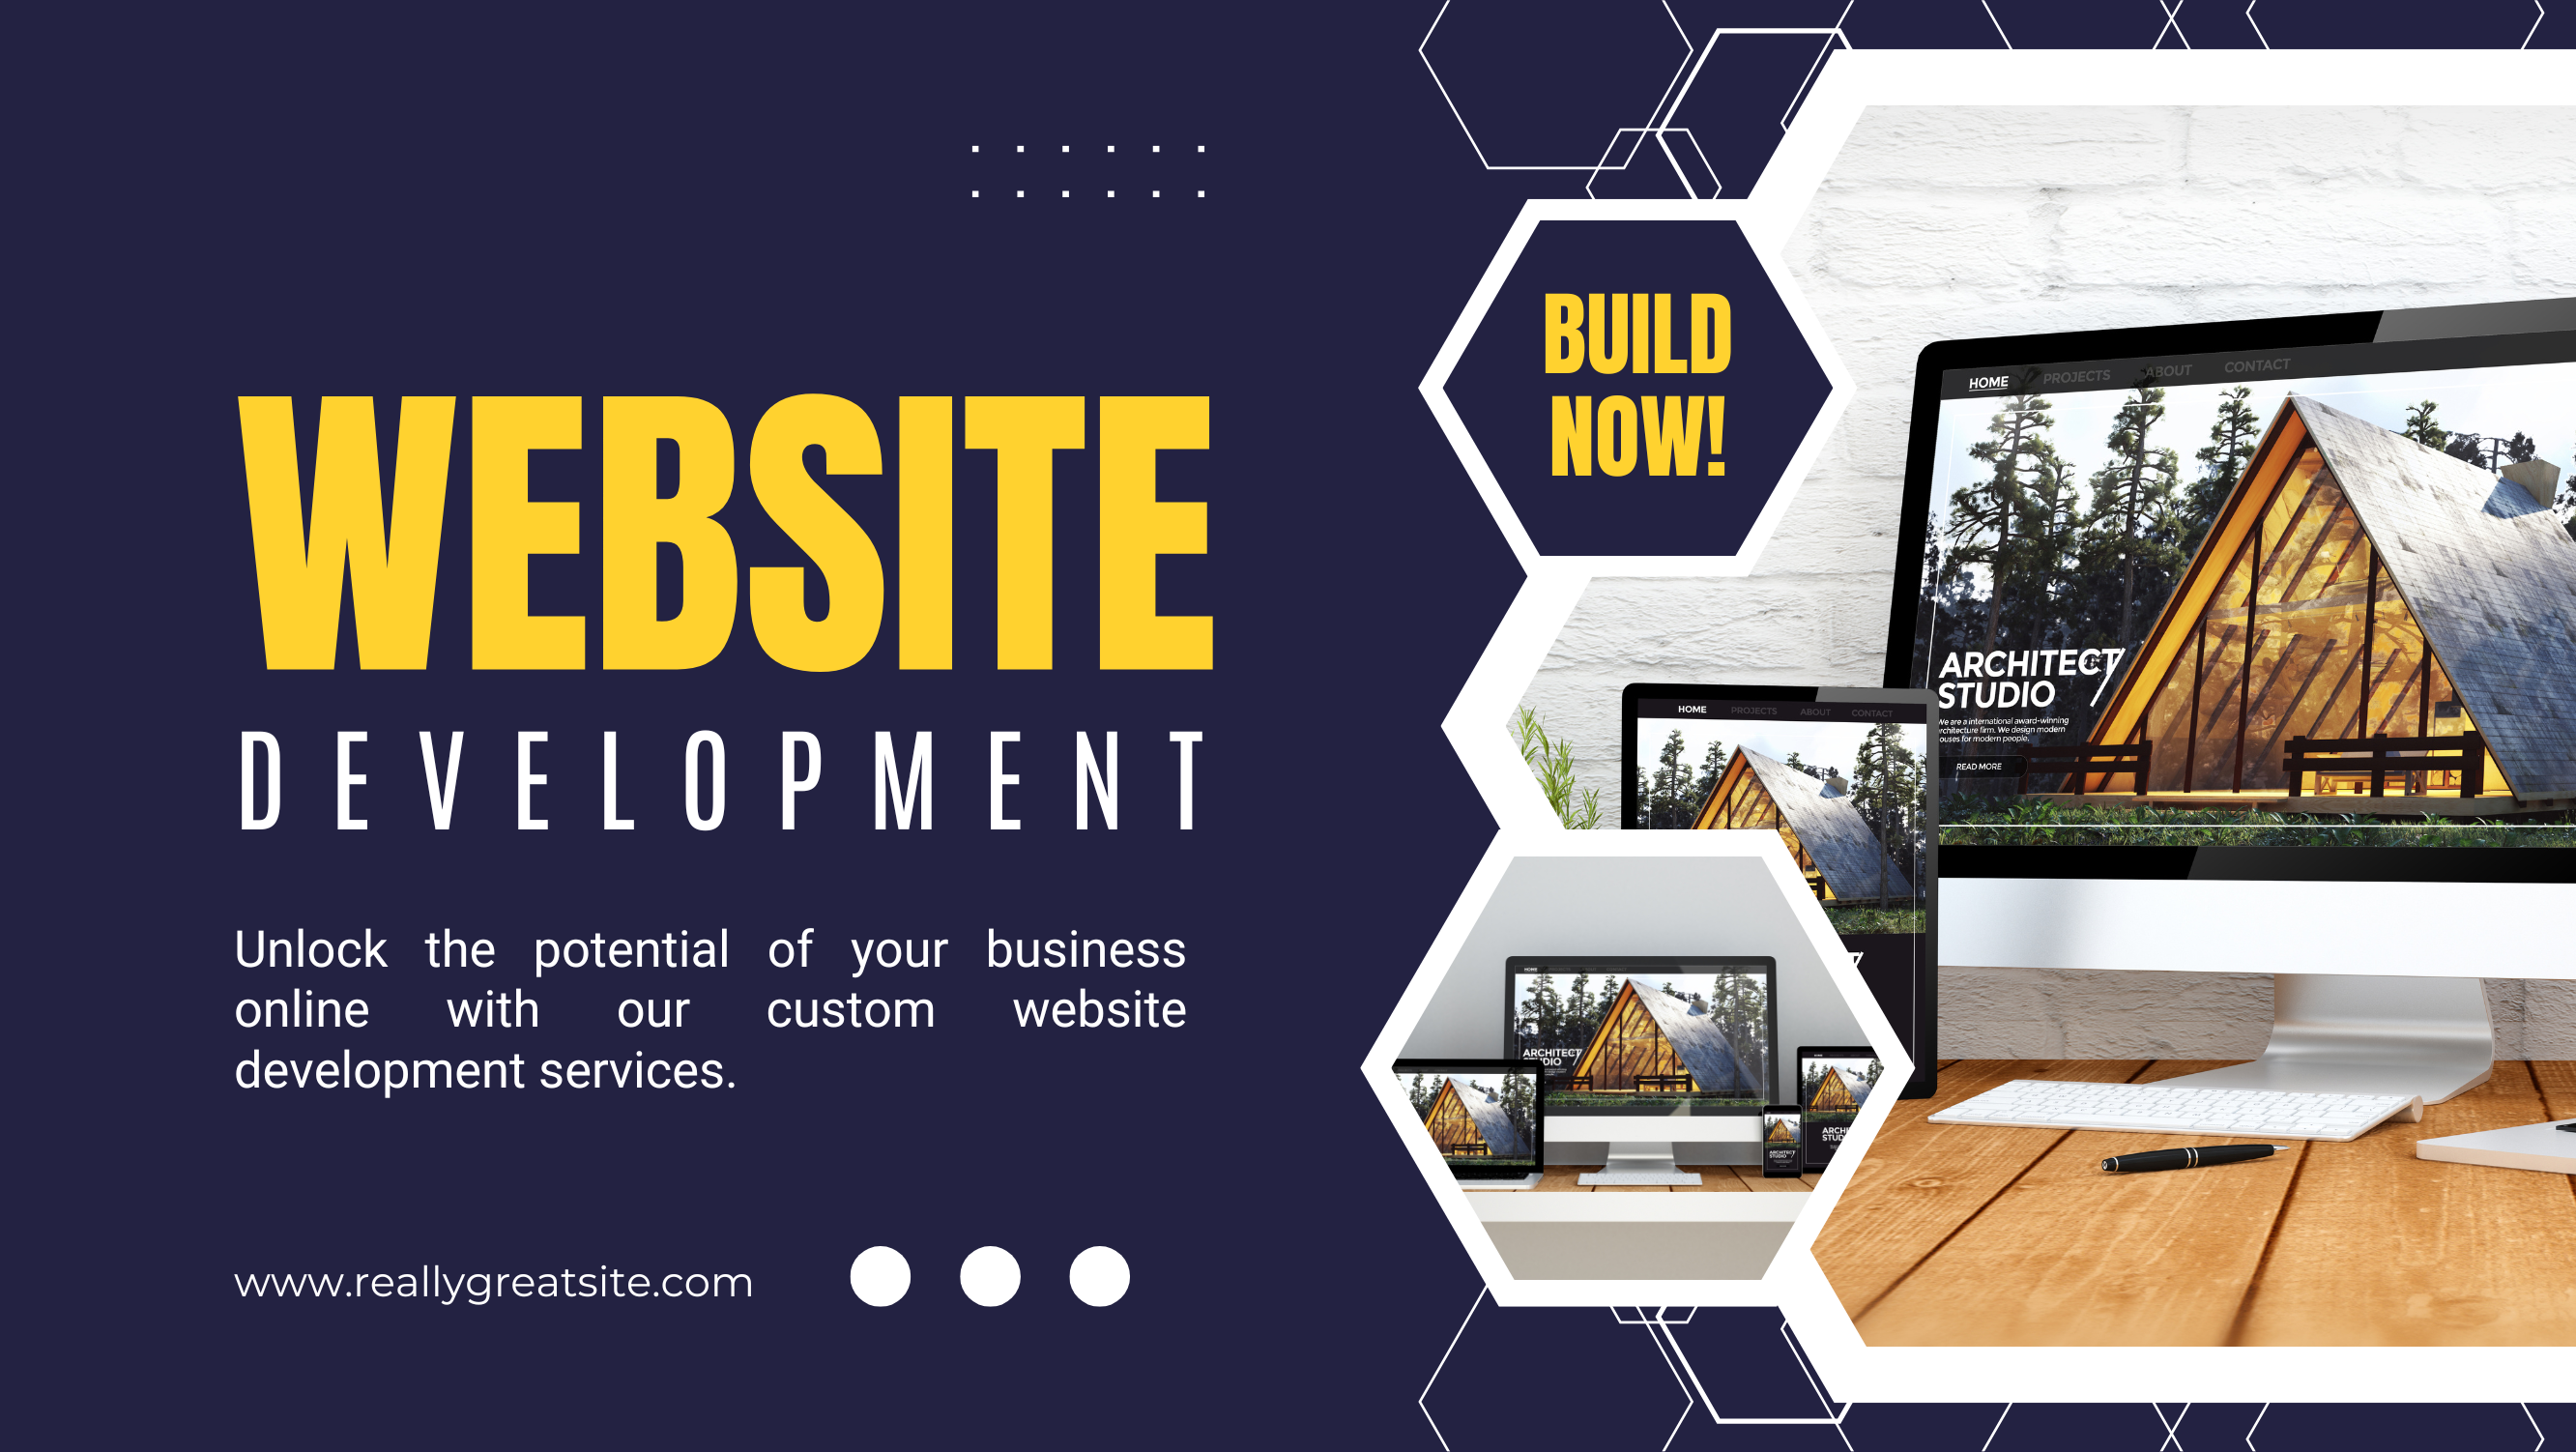 WEBSITE
DEVELOPMENT
Unlock the potential of your business
online with our custom website
development services.
www.reallygreatsite.com
BUILD
NOW!
HOME PROJECTS ABOUT CONTACT
ARCHITECT
STUDIO
We are a international award-winning
architecture firm. We design modern
houses for modern people.
READ MORE
HOME PROJECTS ABOUT CONTACT
ARCHITECT
STUDIO
ARCHITECT
STUDIO